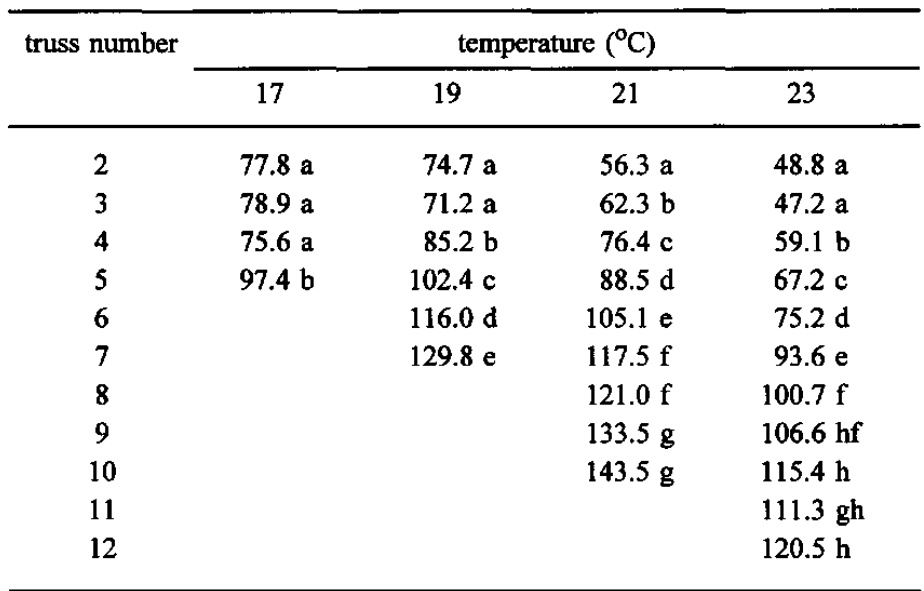 truss number temperature (°C)
17 19 21 23
2 77.8 a 74.7 a 56.3 a 48.8 a
3 78.9 a 71.2 a 62.3 b 47.2 a
4 75.6 a 85.2 b 76.4 c 59.1 b
5 97.4 b 102.4 c 88.5 d 67.2 c
6 116.0 d 105.1 e 75.2 d
7 129.8 e 117.5 f 93.6 e
8 121.0 f 100.7 f
9 133.5 g 106.6 hf
10 143.5 g 115.4 h
11 111.3 gh
12 120.5 h